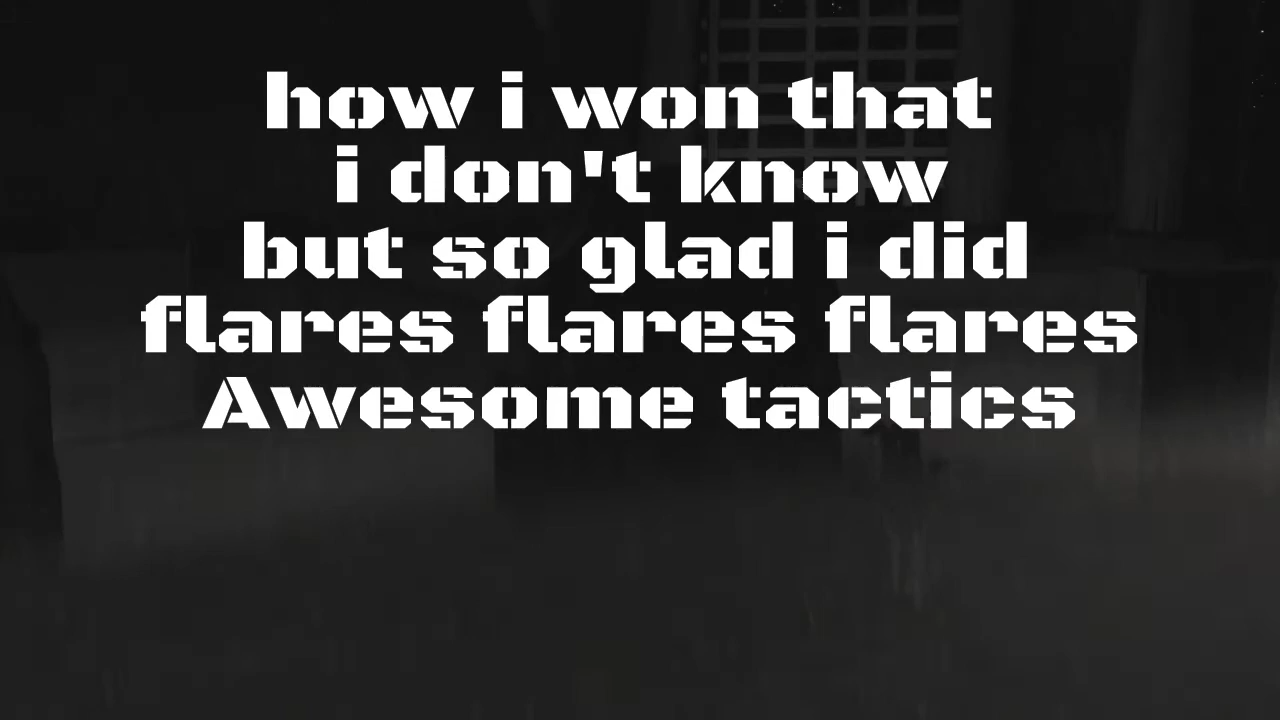 how i won that
i don't know
but so glad i did
flares flares flares
Awesome tactics